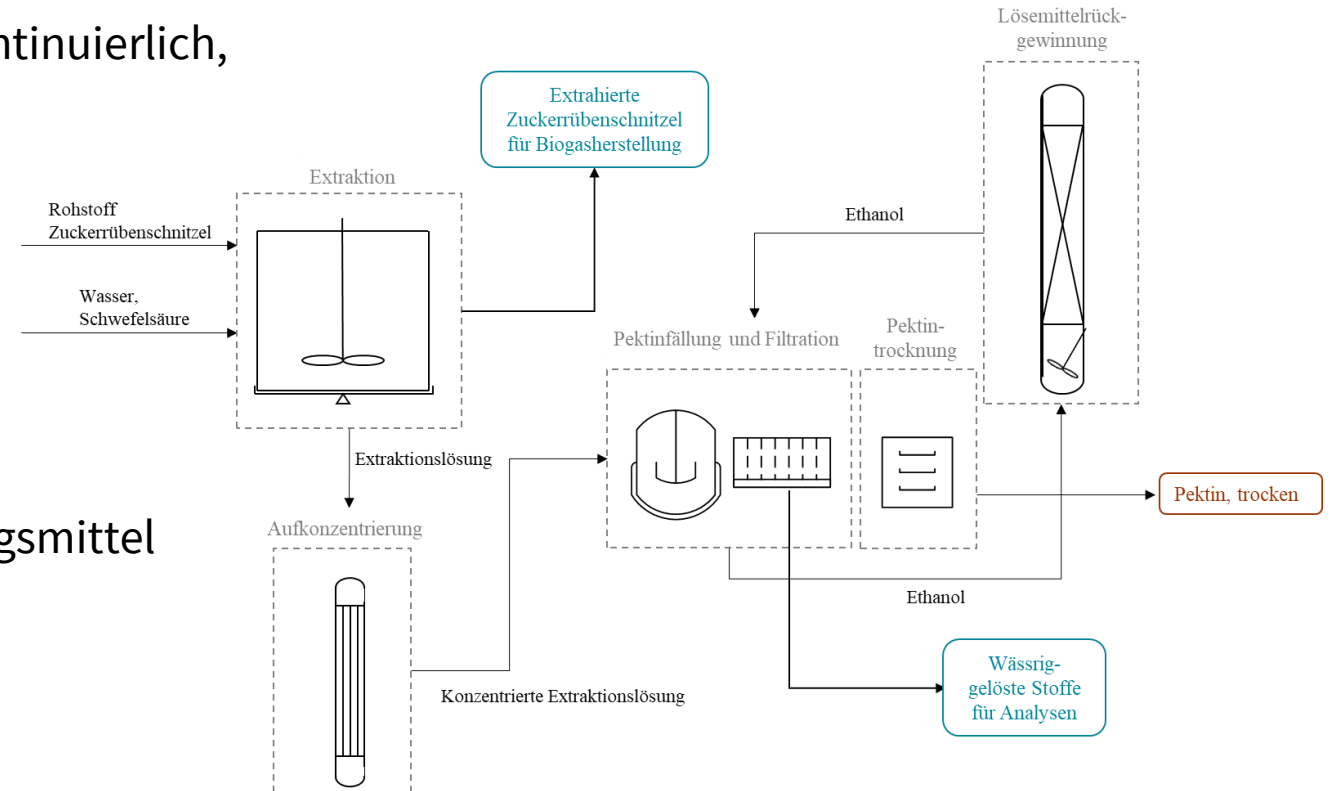 ntinuierlich,
gsmittel
Lösemittelrück-
gewinnung
Extrahierte
Zuckerrübenschnitzel
für Biogasherstellung
Extraktion
Rohstoff
Zuckerrübenschnitzel
Wasser,
Schwefelsäure
Ethanol
Pektinfällung und Filtration
Pektin-
trocknung
Extraktionslösung
Aufkonzentrierung
Pektin, trocken
Ethanol
Konzentrierte Extraktionslösung
Wässrig-
gelöste Stoffe
für Analysen